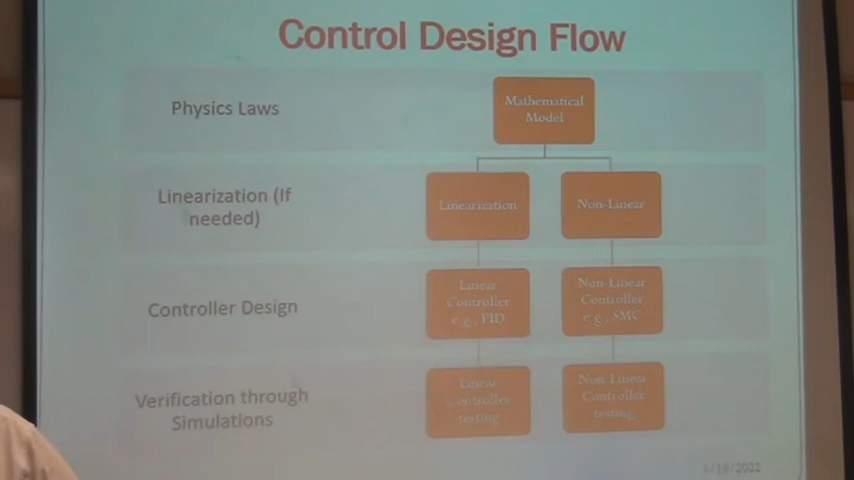 Control Design Flow
Physics Laws
Mathematical
Model
Linearization (If
needed)
Linearization
Non-Linear
Controller Design
Linear
Controller
e.g., PID
Non Linear
Controller
e.g., SMC
Verification through
Simulations
Linear
Controller
testing
Non Linear
Controller
testing